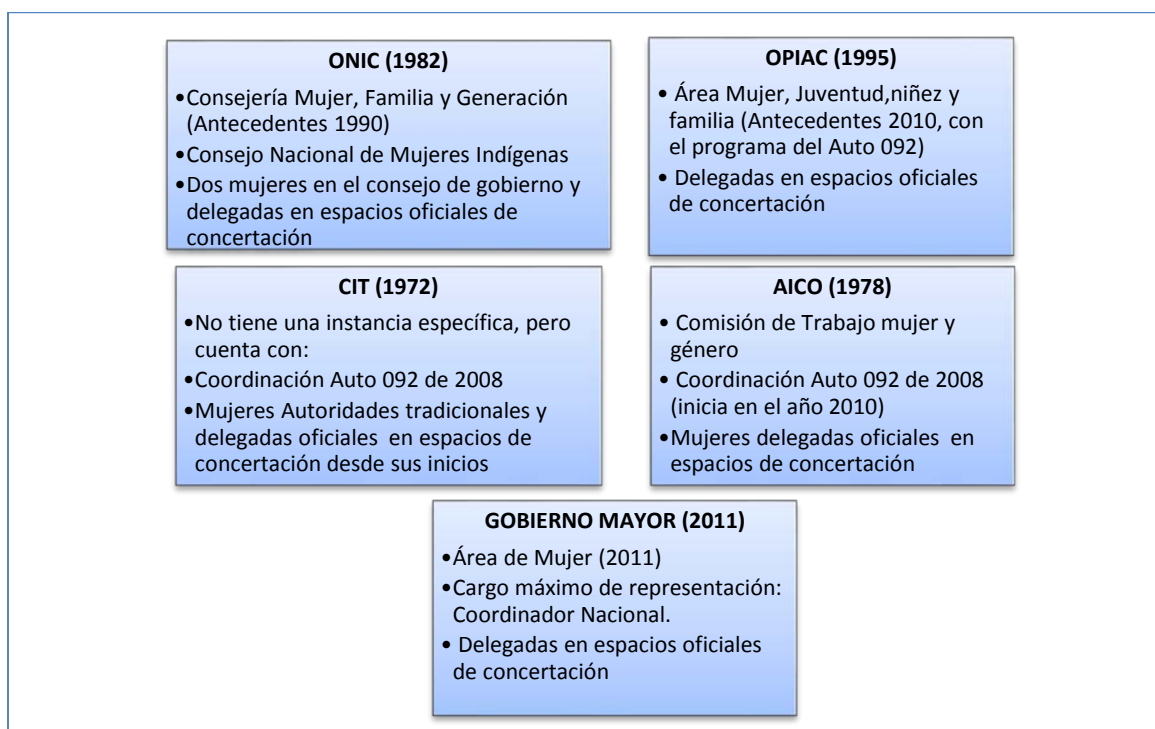 ONIC (1982)
•Consejería Mujer, Familia y Generación
(Antecedentes 1990)
•Consejo Nacional de Mujeres Indígenas
•Dos mujeres en el consejo de gobierno y
delegadas en espacios oficiales de
concertación
OPIAC (1995)
• Área Mujer, Juventud,niñez y
familia (Antecedentes 2010, con
el programa del Auto 092)
• Delegadas en espacios oficiales
de concertación
CIT (1972)
•No tiene una instancia específica, pero
cuenta con:
•Coordinación Auto 092 de 2008
•Mujeres Autoridades tradicionales y
delegadas oficiales en espacios de
concertación desde sus inicios
AICO (1978)
• Comisión de Trabajo mujer y
género
• Coordinación Auto 092 de 2008
(inicia en el año 2010)
•Mujeres delegadas oficiales en
espacios de concertación
GOBIERNO MAYOR (2011)
•Área de Mujer (2011)
•Cargo máximo de representación:
Coordinador Nacional.
• Delegadas en espacios oficiales
de concertación